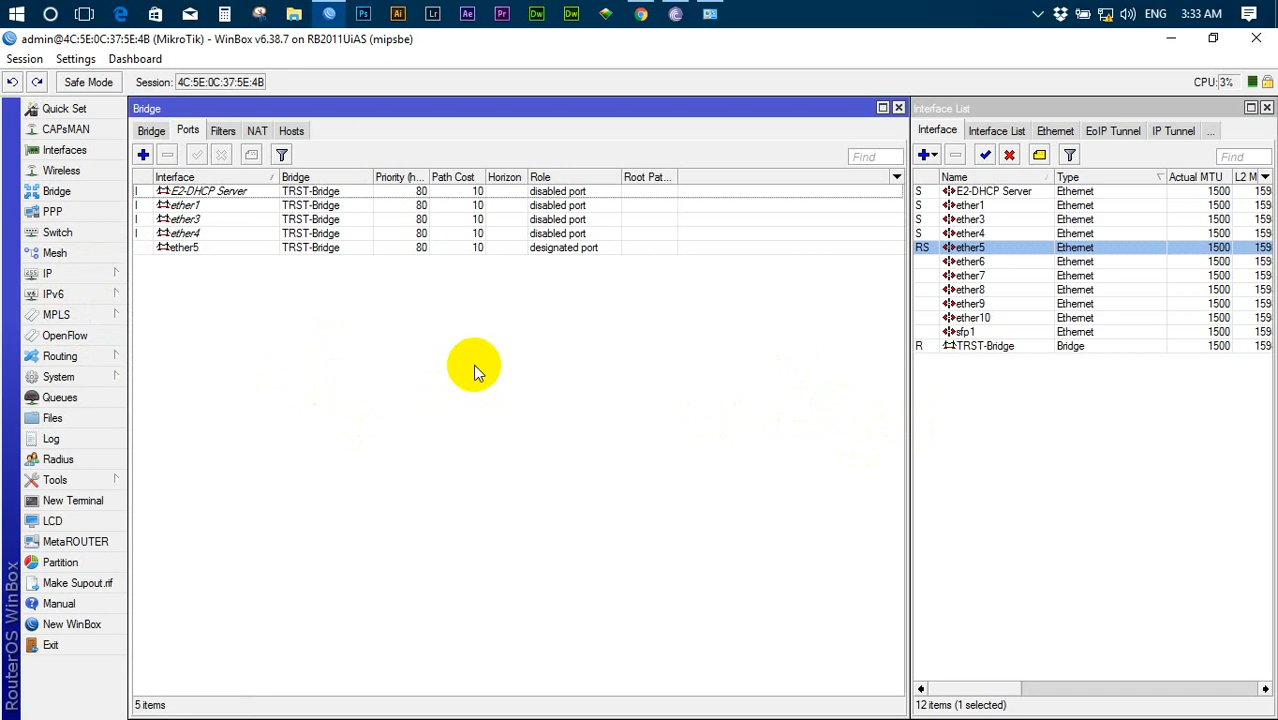 Ps Ai Lr Ae Pr Dw Dw ENG 3:33 AM
admin@4C:5E:0C:37:5E:4B (MikroTik) - WinBox v6.38.7 on RB2011UiAS (mipsbe)
Session Settings Dashboard
Safe Mode Session: 4C:5E:0C:37:5E:4B CPU: 3%
Quick Set
CAPsMAN
Interfaces
Wireless
Bridge
PPP
Switch
Mesh
IP
IPv6
MPLS
OpenFlow
Routing
System
Queues
Files
Log
Radius
Tools
New Terminal
LCD
MetaROUTER
Partition
Make Supout.rif
Manual
New WinBox
Exit
RouterOS WinBox
Bridge
Bridge Ports Filters NAT Hosts
Find
Interface Bridge Priority (h... Path Cost Horizon Role Root Pat...
I E2-DHCP Server TRST-Bridge 80 10 disabled port
I ether1 TRST-Bridge 80 10 disabled port
I ether3 TRST-Bridge 80 10 disabled port
I ether4 TRST-Bridge 80 10 disabled port
ether5 TRST-Bridge 80 10 designated port
5 items
Interface List
Interface Interface List Ethernet EoIP Tunnel IP Tunnel ...
Find
Name Type Actual MTU L2 M
S E2-DHCP Server Ethernet 1500 159
S ether1 Ethernet 1500 159
S ether3 Ethernet 1500 159
S ether4 Ethernet 1500 159
RS ether5 Ethernet 1500 159
ether6 Ethernet 1500 159
ether7 Ethernet 1500 159
ether8 Ethernet 1500 159
ether9 Ethernet 1500 159
ether10 Ethernet 1500 159
sfp1 Ethernet 1500 159
R TRST-Bridge Bridge 1500 159
12 items (1 selected)